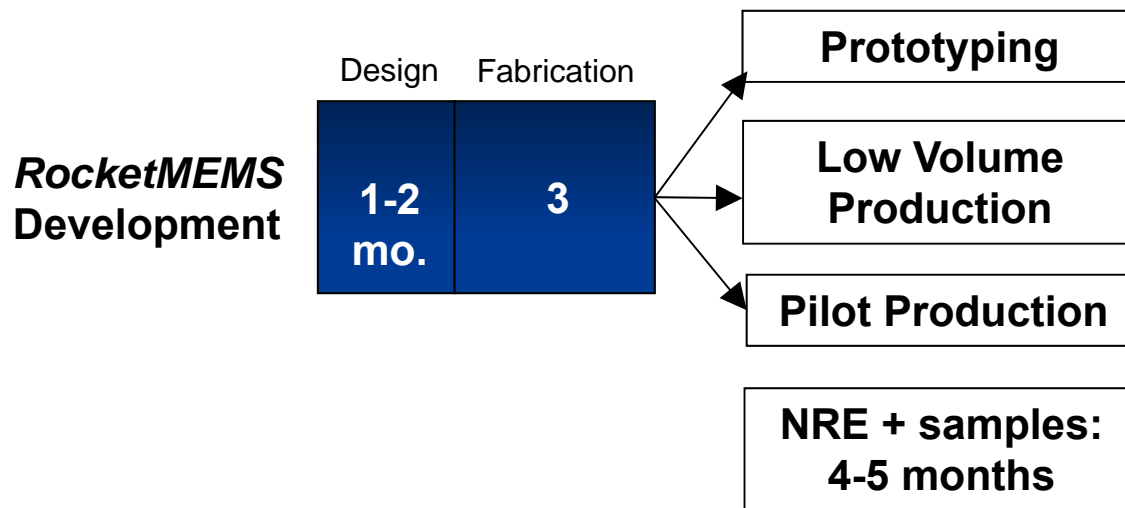 RocketMEMS
Development
Design
Fabrication
1-2
mo.
3
Prototyping
Low Volume
Production
Pilot Production
NRE + samples:
4-5 months